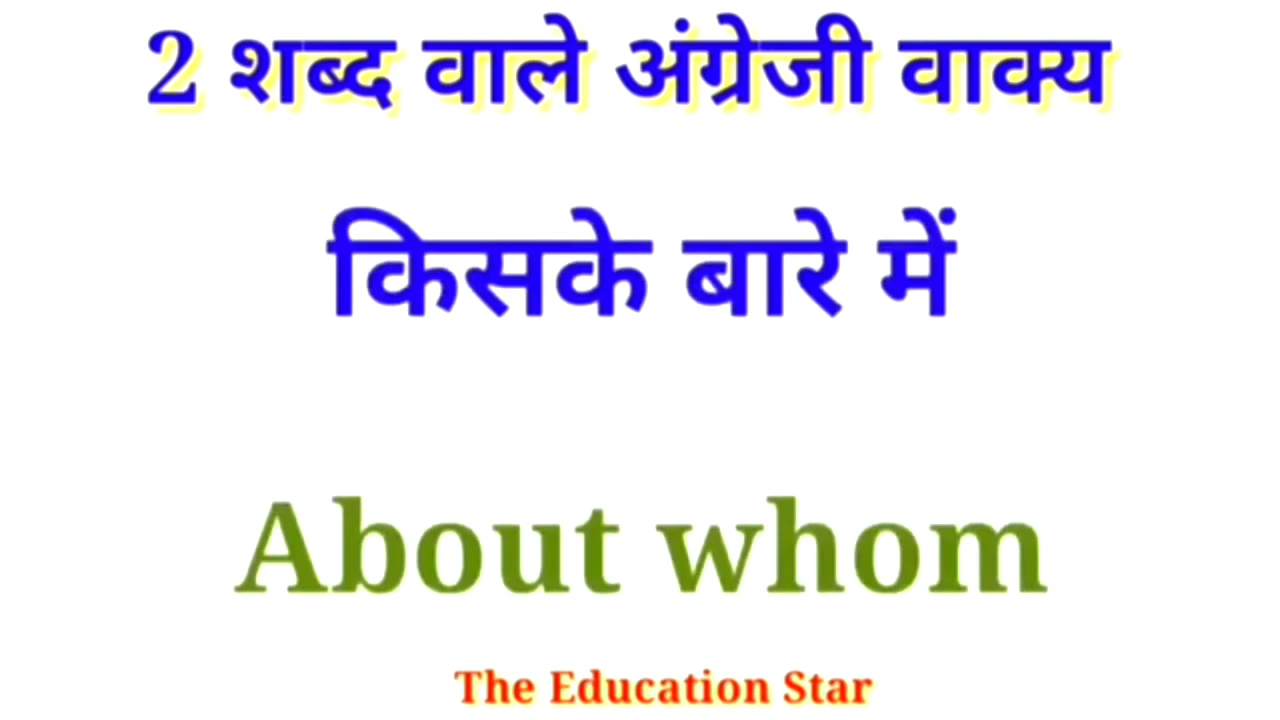 2 शब्द वाले अंग्रेजी वाक्य
किसके बारे में
About whom
The Education Star